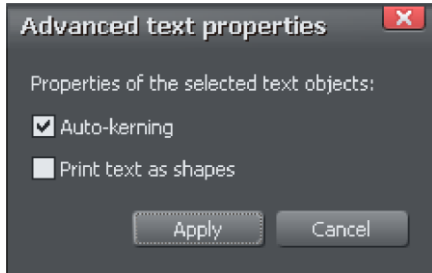 Advanced text properties
Properties of the selected text objects:
Auto-kerning
Print text as shapes
Apply Cancel